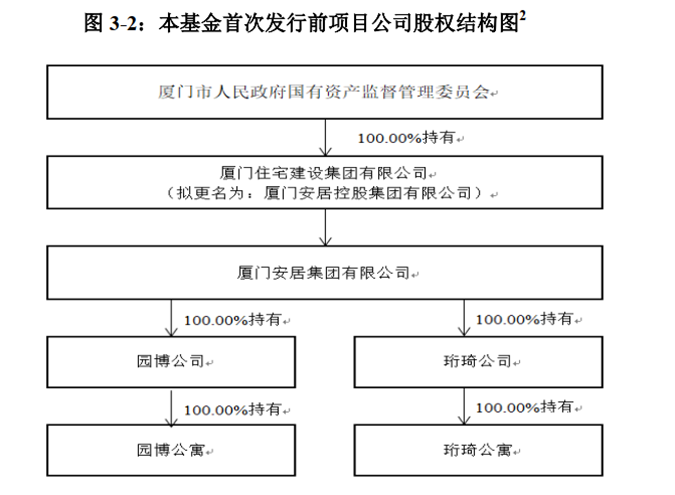 图 3-2：本基金首次发行前项目公司股权结构图2
厦门市人民政府国有资产监督管理委员会
100.00%持有
厦门住宅建设集团有限公司
（拟更名为：厦门安居控股集团有限公司）
厦门安居集团有限公司
100.00%持有
100.00%持有
园博公司
珩琦公司
100.00%持有
100.00%持有
园博公寓
珩琦公寓